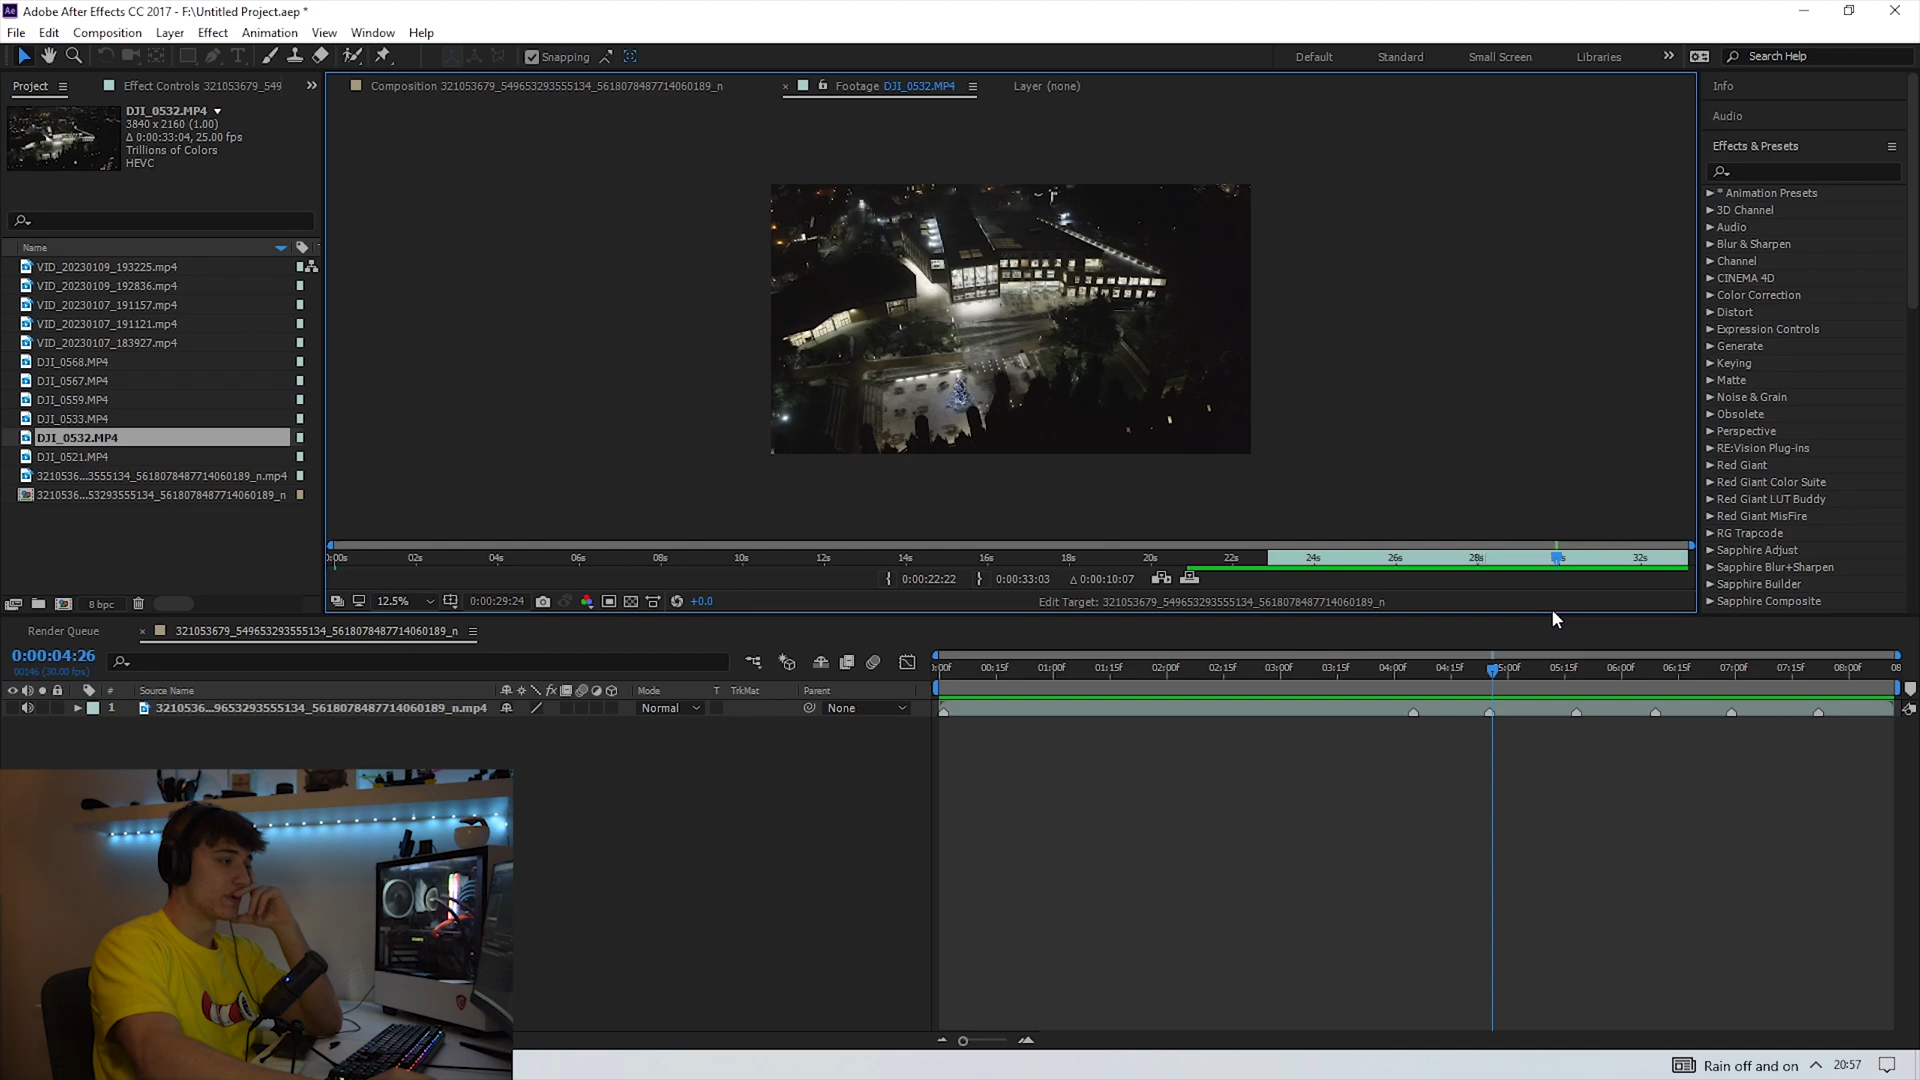 Adobe After Effects CC 2017 - F:\Untitled Project.aep *
File Edit Composition Layer Effect Animation View Window Help
Snapping
Default Standard Small Screen Libraries Search Help
Project
Effect Controls 321053679_549
Composition 321053679_549653293555134_5618078487714060189_n
Footage DJI_0532.MP4
Layer (none)
Info
DJI_0532.MP4
3840 x 2160 (1.00)
Δ 0:00:33:04, 25.00 fps
Trillions of Colors
HEVC
Audio
Effects & Presets
Name
VID_20230109_193225.mp4
VID_20230109_192836.mp4
VID_20230107_191157.mp4
VID_20230107_191121.mp4
VID_20230107_183927.mp4
DJI_0568.MP4
DJI_0567.MP4
DJI_0559.MP4
DJI_0533.MP4
DJI_0532.MP4
DJI_0521.MP4
3210536...3555134_5618078487714060189_n.mp4
3210536...53293555134_5618078487714060189_n
* Animation Presets
3D Channel
Audio
Blur & Sharpen
Channel
CINEMA 4D
Color Correction
Distort
Expression Controls
Generate
Keying
Matte
Noise & Grain
Obsolete
Perspective
RE:Vision Plug-ins
Red Giant
Red Giant Color Suite
Red Giant LUT Buddy
Red Giant MisFire
RG Trapcode
Sapphire Adjust
Sapphire Blur+Sharpen
Sapphire Builder
Sapphire Composite
0:00s 02s 04s 06s 08s 10s 12s 14s 16s 18s 20s 22s 24s 26s 28s 32s
0:00:22:22 0:00:33:03 Δ 0:00:10:07
8 bpc
12.5% 0:00:29:24 +0.0
Edit Target: 321053679_549653293555134_5618078487714060189_n
Render Queue
321053679_549653293555134_5618078487714060189_n
0:00:04:26
00146 (30.00 fps)
:00f 00:15f 01:00f 01:15f 02:00f 02:15f 03:00f 03:15f 04:00f 04:15f 05:00f 05:15f 06:00f 06:15f 07:00f 07:15f 08:00f 08
# Source Name Mode T TrkMat Parent
1 3210536...9653293555134_5618078487714060189_n.mp4 Normal None
Rain off and on 20:57